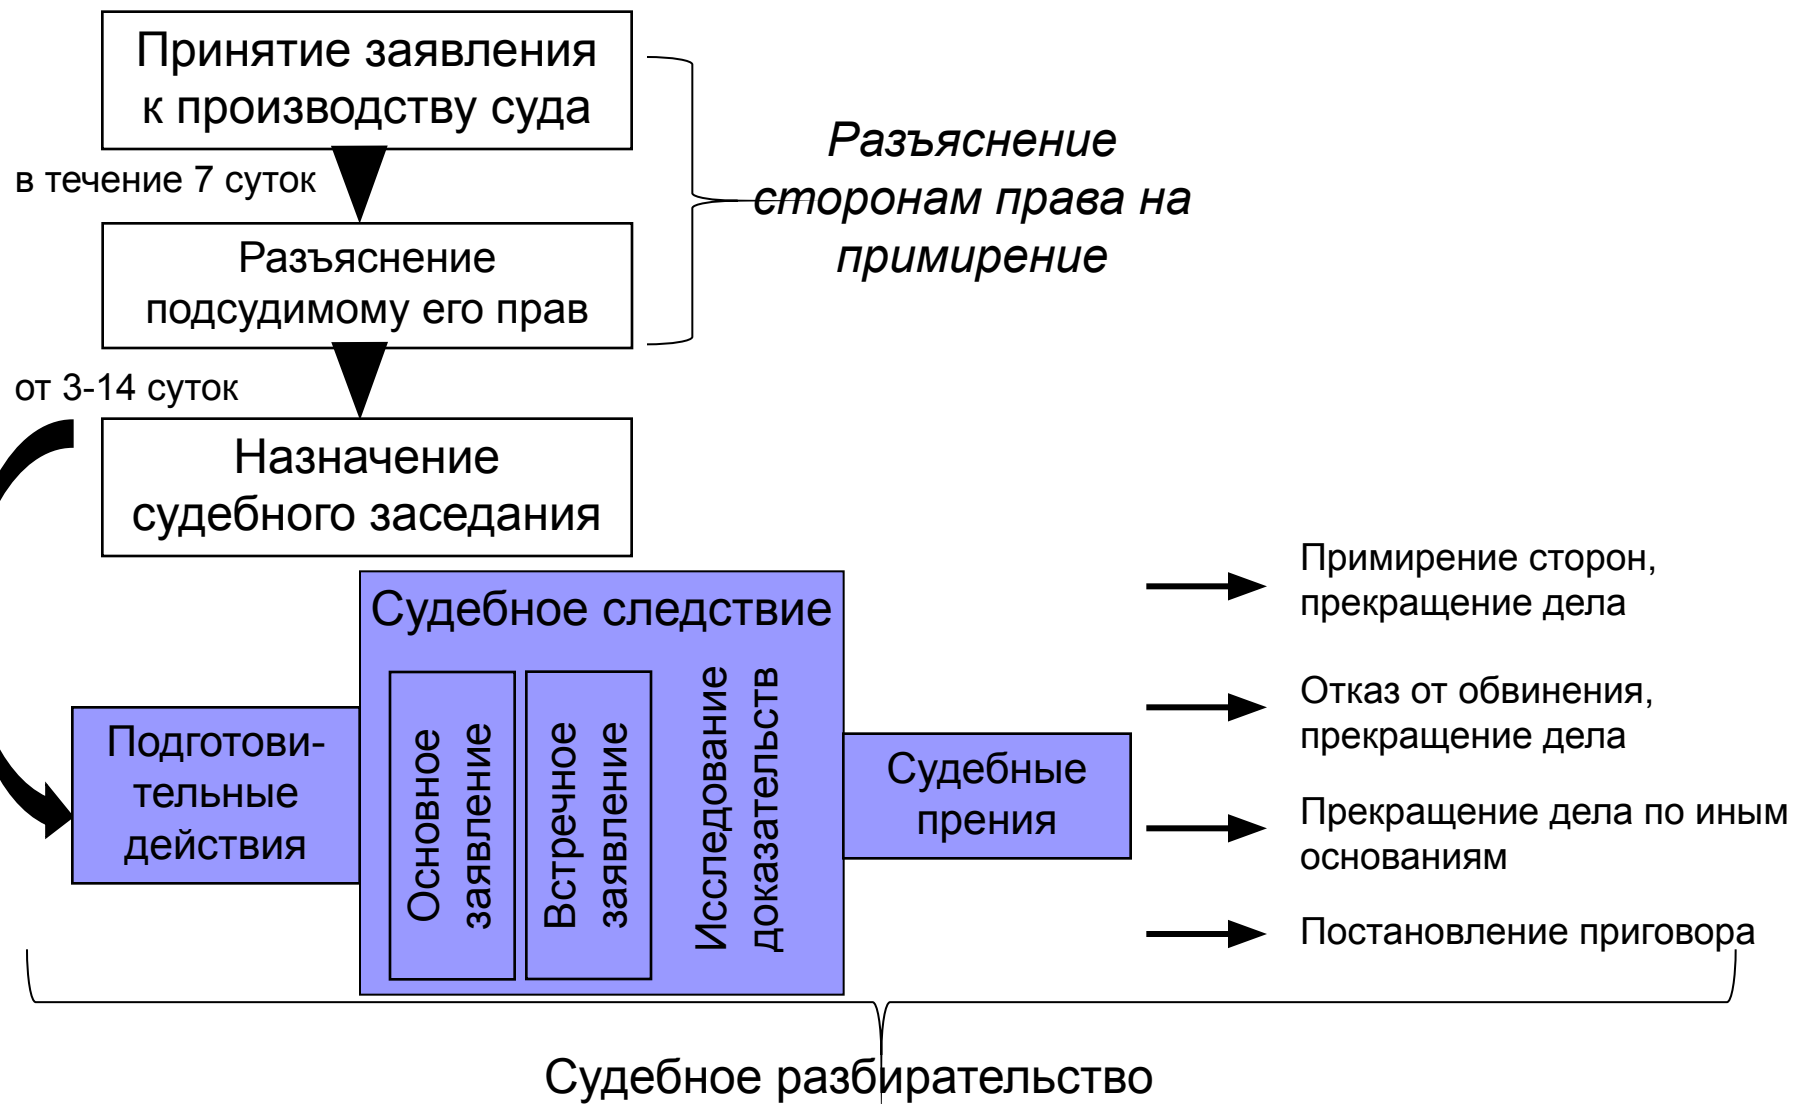 Принятие заявления
к производству суда
в течение 7 суток
Разъяснение
сторонам права на
примирение
Разъяснение
подсудимому его прав
от 3-14 суток
Назначение
судебного заседания
Подготови-
тельные
действия
Судебное следствие
Основное
заявление
Встречное
заявление
Исследование
доказательств
Судебные
прения
Примирение сторон,
прекращение дела
Отказ от обвинения,
прекращение дела
Прекращение дела по иным
основаниям
Постановление приговора
Судебное разбирательство